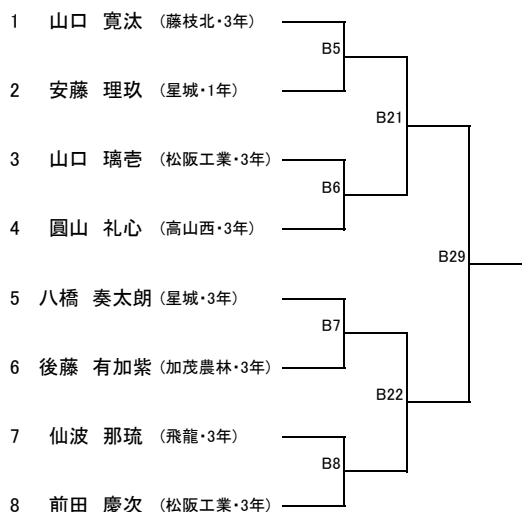 1 山口 寛汰 (藤枝北・3年)
B5
2 安藤 理玖 (星城・1年)
B21
3 山口 璃壱 (松阪工業・3年)
B6
4 圓山 礼心 (高山西・3年)
B29
5 八橋 奏太朗 (星城・3年)
B7
6 後藤 有加紫 (加茂農林・3年)
B22
7 仙波 那琉 (飛龍・3年)
B8
8 前田 慶次 (松阪工業・3年)